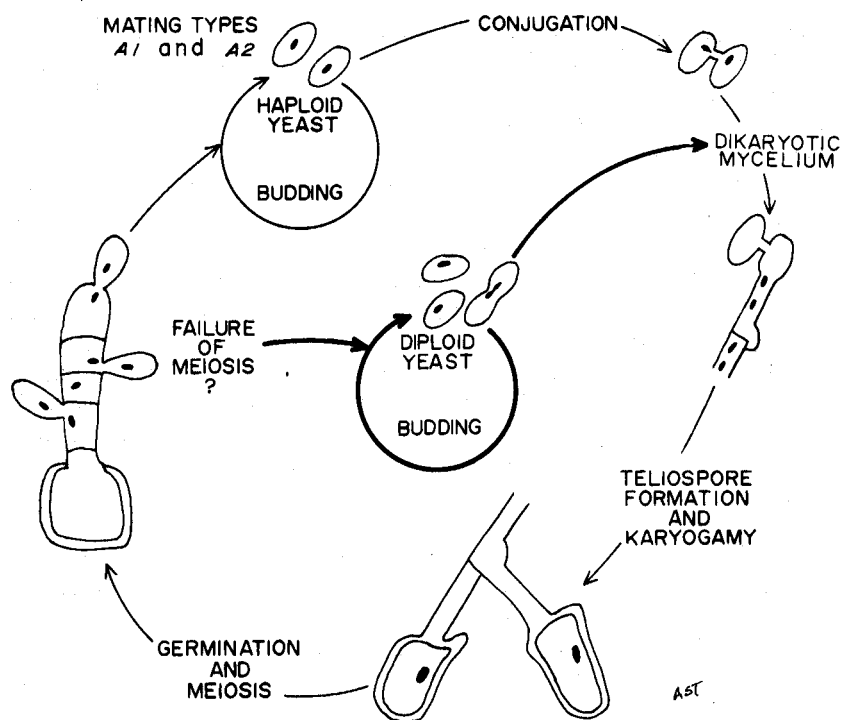 MATING TYPES
A1 and A2
CONJUGATION
HAPLOID
YEAST
BUDDING
DIKARYOTIC
MYCELIUM
FAILURE
OF
MEIOSIS
?
DIPLOID
YEAST
BUDDING
TELIOSPORE
FORMATION
AND
KARYOGAMY
GERMINATION
AND
MEIOSIS
AST